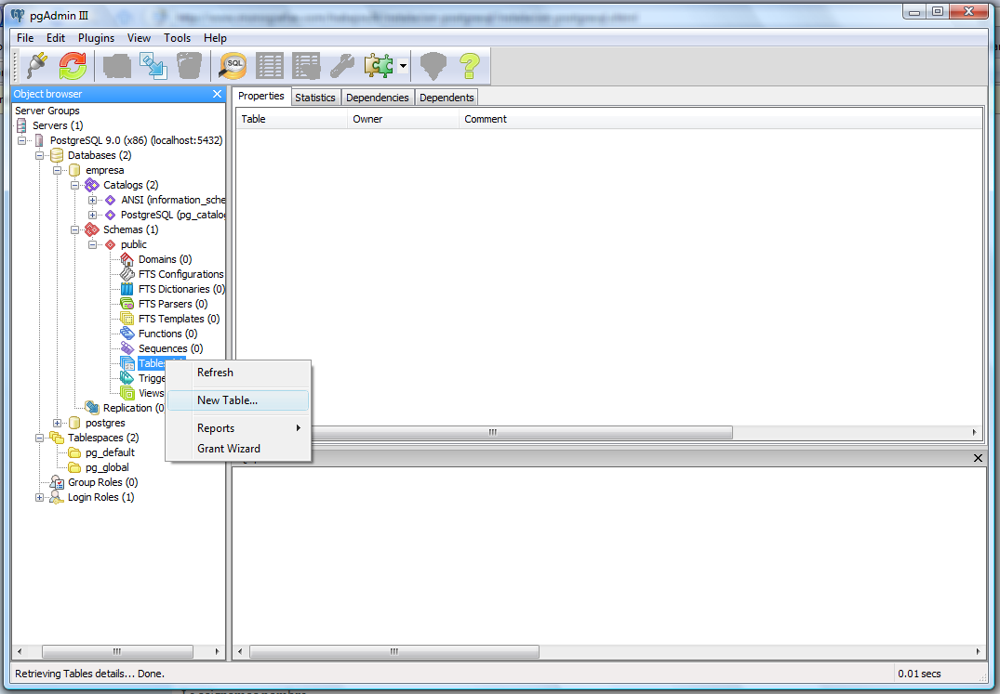 pgAdmin III
File Edit Plugins View Tools Help
SQL
Object browser
Server Groups
Servers (1)
PostgreSQL 9.0 (x86) (localhost:5432)
Databases (2)
empresa
Catalogs (2)
ANSI (information_sche
PostgreSQL (pg_catalog
Schemas (1)
public
Domains (0)
FTS Configurations
FTS Dictionaries (0)
FTS Parsers (0)
FTS Templates (0)
Functions (0)
Sequences (0)
Tables
Trigge
Views
Replication (0
postgres
Tablespaces (2)
pg_default
pg_global
Group Roles (0)
Login Roles (1)
Refresh
New Table...
Reports
Grant Wizard
Properties Statistics Dependencies Dependents
Table Owner Comment
Retrieving Tables details... Done.
0.01 secs